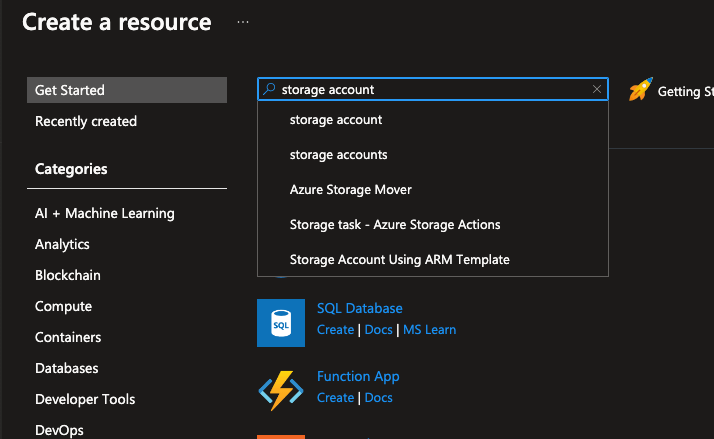 Create a resource ...
Get Started
Recently created
Categories
AI + Machine Learning
Analytics
Blockchain
Compute
Containers
Databases
Developer Tools
DevOps
storage account
storage account
storage accounts
Azure Storage Mover
Storage task - Azure Storage Actions
Storage Account Using ARM Template
Getting St
SQL
SQL Database
Create | Docs | MS Learn
Function App
Create | Docs